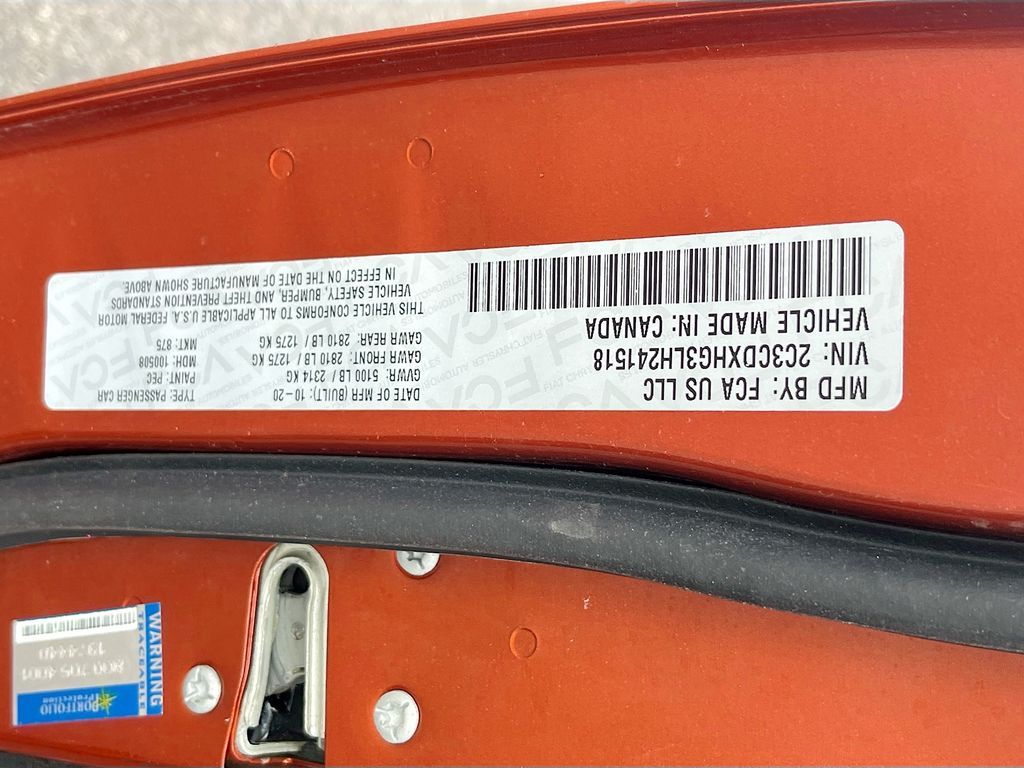 MFD BY: FCA US LLC
VIN: 2C3CDXHG3LH241518
VEHICLE MADE IN: CANADA
DATE OF MFR (BUILT:) 10-20
GVWR: 5100 LB / 2314 KG
GAWR FRONT: 2810 LB / 1275 KG
GAWR REAR: 2810 LB / 1275 KG
TYPE: PASSENGER CAR
PAINT: PEC
MDH: 100508
MKT: 875
THIS VEHICLE CONFORMS TO ALL APPLICABLE U.S.A. FEDERAL MOTOR
VEHICLE SAFETY, BUMPER, AND THEFT PREVENTION STANDARDS
IN EFFECT ON THE DATE OF MANUFACTURE SHOWN ABOVE.
WARNING
TRACEABLE
PORTFOLIO
Protection
800 705 4001